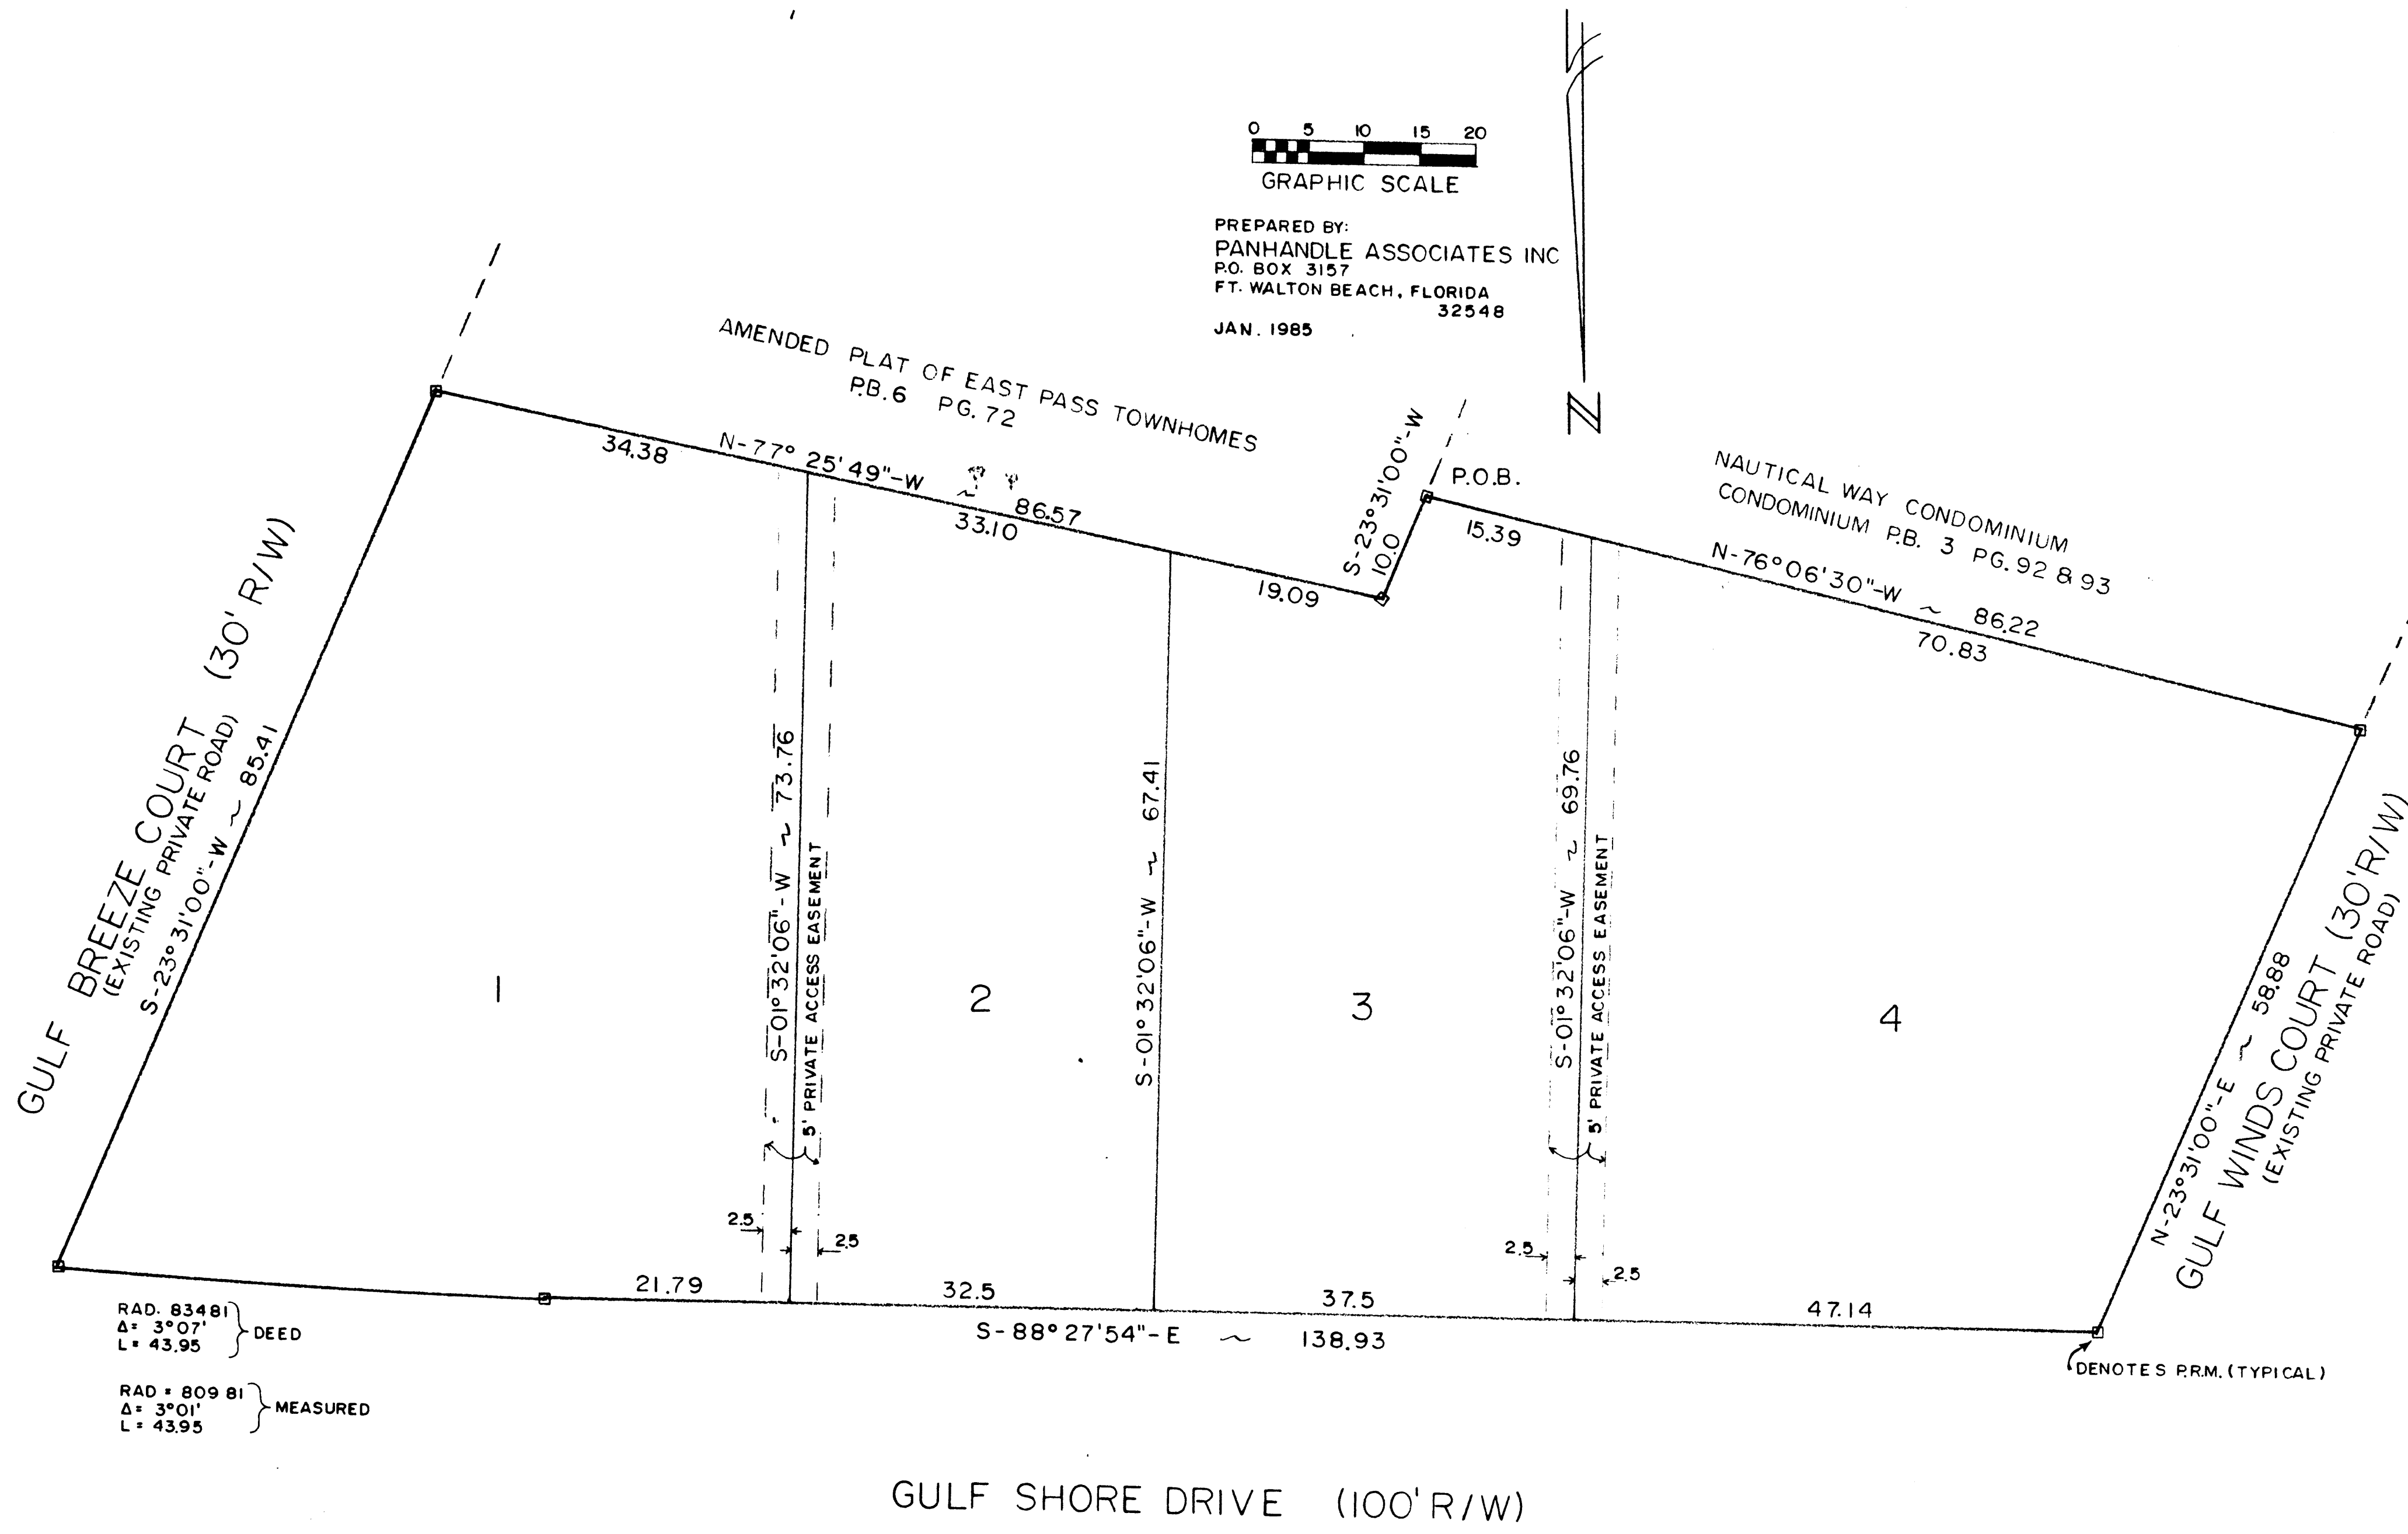 0 5 10 15 20
GRAPHIC SCALE
PREPARED BY:
PANHANDLE ASSOCIATES INC
P.O. BOX 3157
FT. WALTON BEACH, FLORIDA
32548
JAN. 1985
AMENDED PLAT OF EAST PASS TOWNHOMES
P.B. 6 PG. 72
N-77° 25' 49"-W ~ 86.57
34.38
33.10
19.09
S-23°31'00"-W
10.0
P.O.B.
N
NAUTICAL WAY CONDOMINIUM
CONDOMINIUM P.B. 3 PG. 92 & 93
N-76°06'30"-W ~ 86.22
15.39
70.83
GULF BREEZE COURT (30' R/W)
(EXISTING PRIVATE ROAD)
S-23°31'00"-W ~ 85.41
S-01°32'06"-W ~ 73.76
5' PRIVATE ACCESS EASEMENT
S-01°32'06"-W ~ 67.41
S-01°32'06"-W ~ 69.76
5' PRIVATE ACCESS EASEMENT
N-23°31'00"-E ~ 58.88
GULF WINDS COURT (30'R/W)
(EXISTING PRIVATE ROAD)
1
2
3
4
2.5
2.5
2.5
2.5
21.79
32.5
37.5
47.14
S-88°27'54"-E ~ 138.93
DENOTES P.R.M. (TYPICAL)
RAD. 834 81
Δ= 3°07' DEED
L= 43.95
RAD = 809 81
Δ= 3°01' MEASURED
L= 43.95
GULF SHORE DRIVE (100' R/W)